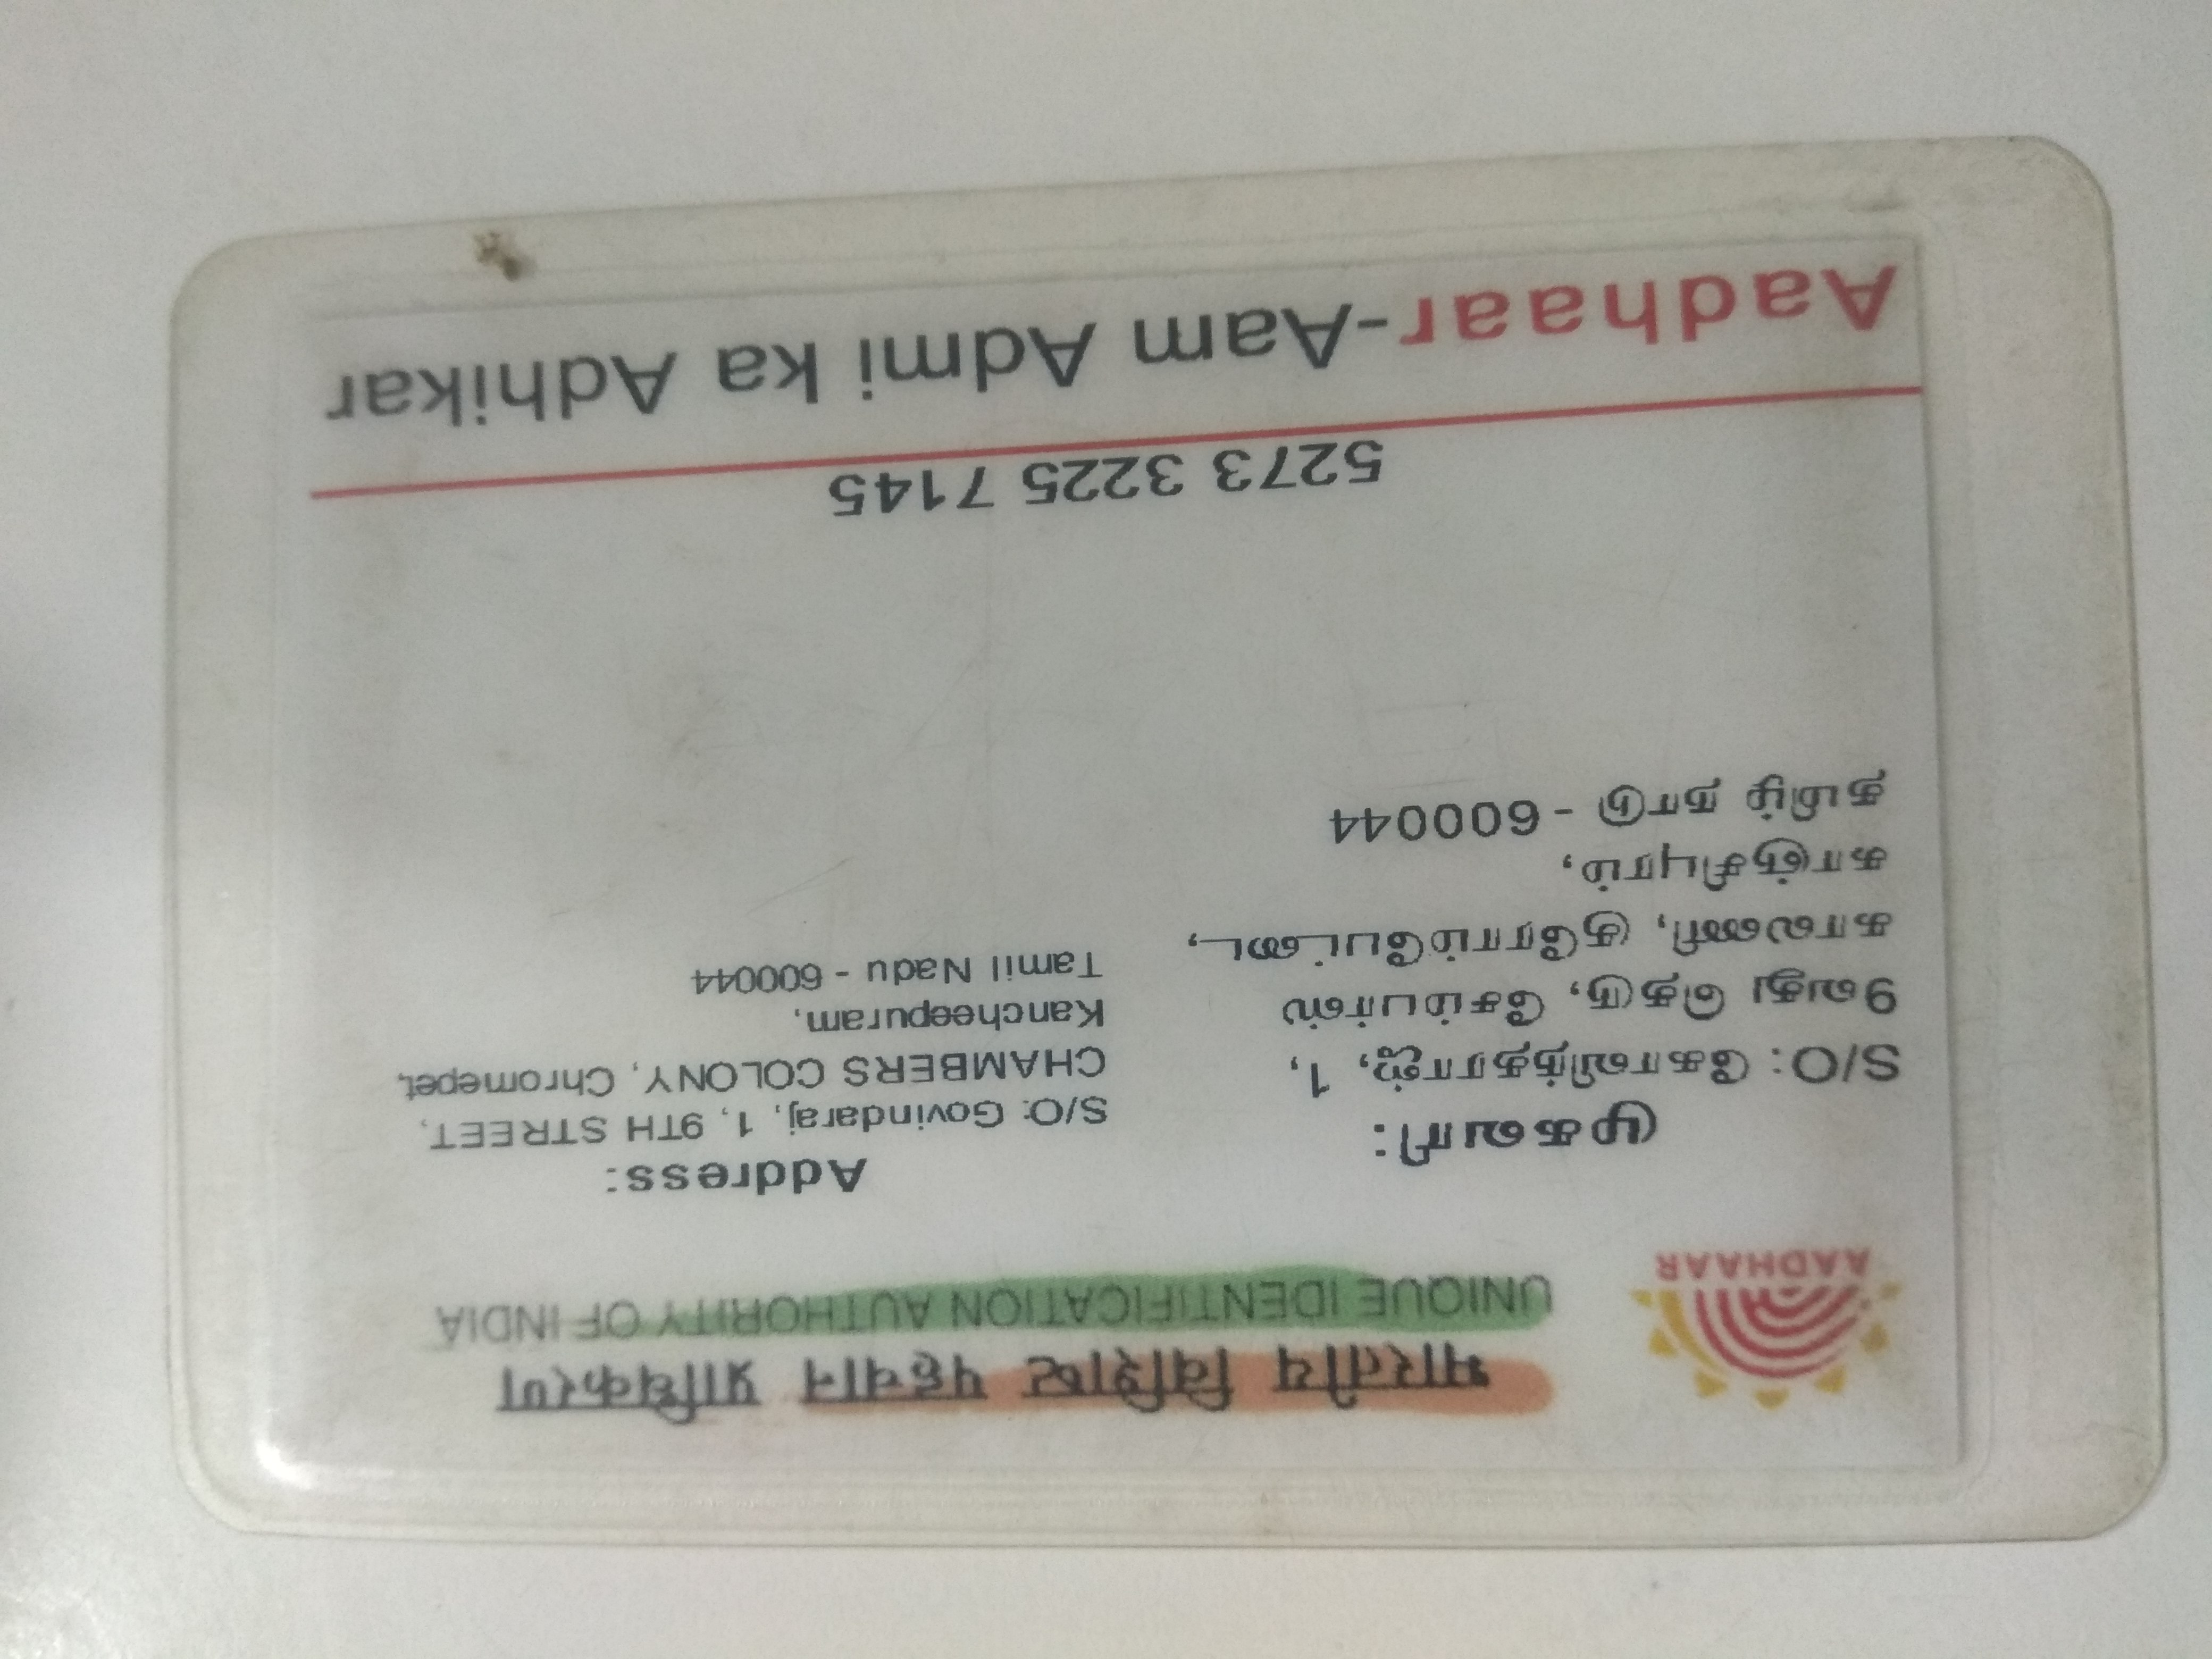 भारतीय विशिष्ट पहचान प्राधिकरण
UNIQUE IDENTIFICATION AUTHORITY OF INDIA
AADHAAR
முகவரி:
S/O: கோவிந்தராஜ், 1,
9வது தெரு, சேம்பர்ஸ்
காலணி, குரோம்பேட்டை,
காஞ்சிபுரம்,
தமிழ் நாடு - 600044
Address:
S/O: Govindaraj, 1, 9TH STREET,
CHAMBERS COLONY, Chromepet,
Kancheepuram,
Tamil Nadu - 600044
5273 3225 7145
Aadhaar-Aam Admi ka Adhikar